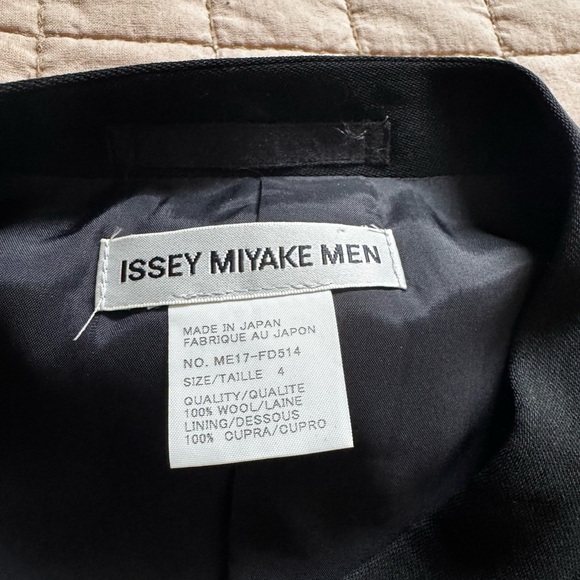 ISSEY MIYAKE MEN
MADE IN JAPAN
FABRIQUE AU JAPON
NO. ME17-FD514
SIZE/TAILLE 4
QUALITY/QUALITE
100% WOOL/LAINE
LINING/DESSOUS
100% CUPRA/CUPRO